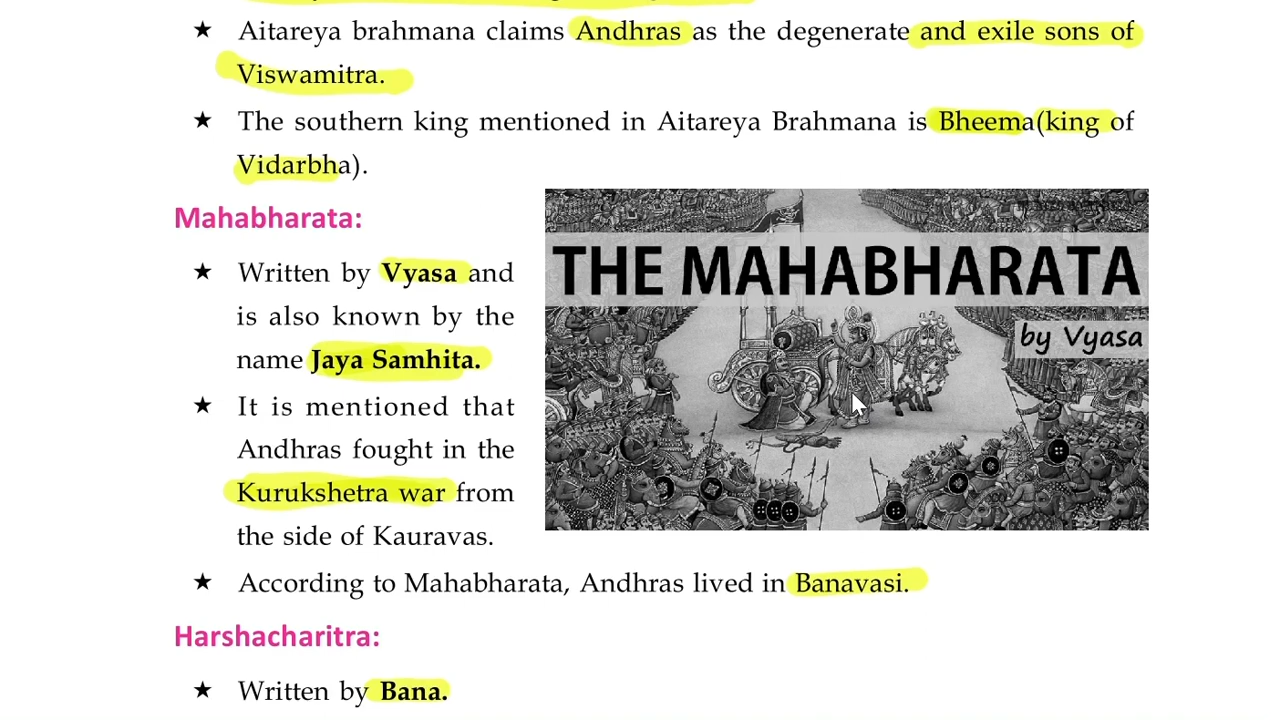 ★ Aitareya brahmana claims Andhras as the degenerate and exile sons of
Viswamitra.
★ The southern king mentioned in Aitareya Brahmana is Bheema(king of
Vidarbha).
Mahabharata:
★ Written by Vyasa and
is also known by the
name Jaya Samhita.
★ It is mentioned that
Andhras fought in the
Kurukshetra war from
the side of Kauravas.
THE MAHABHARATA
by Vyasa
★ According to Mahabharata, Andhras lived in Banavasi.
Harshacharitra:
★ Written by Bana.